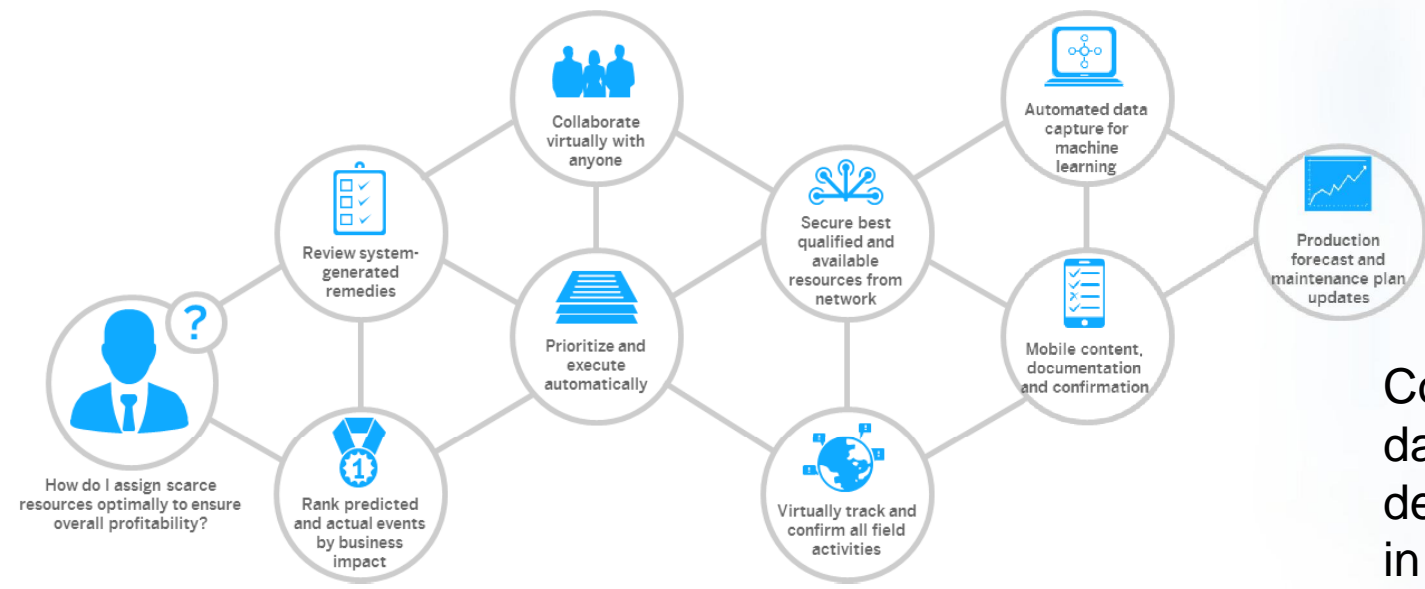 Collaborate
virtually with
anyone
Automated data
capture for
machine
learning
Review system-
generated
remedies
Secure best
qualified and
available
resources from
network
Production
forecast and
maintenance plan
updates
?
Prioritize and
execute
automatically
Mobile content,
documentation
and confirmation
How do I assign scarce
resources optimally to ensure
overall profitability?
1
Rank predicted
and actual events
by business
impact
Virtually track and
confirm all field
activities
in